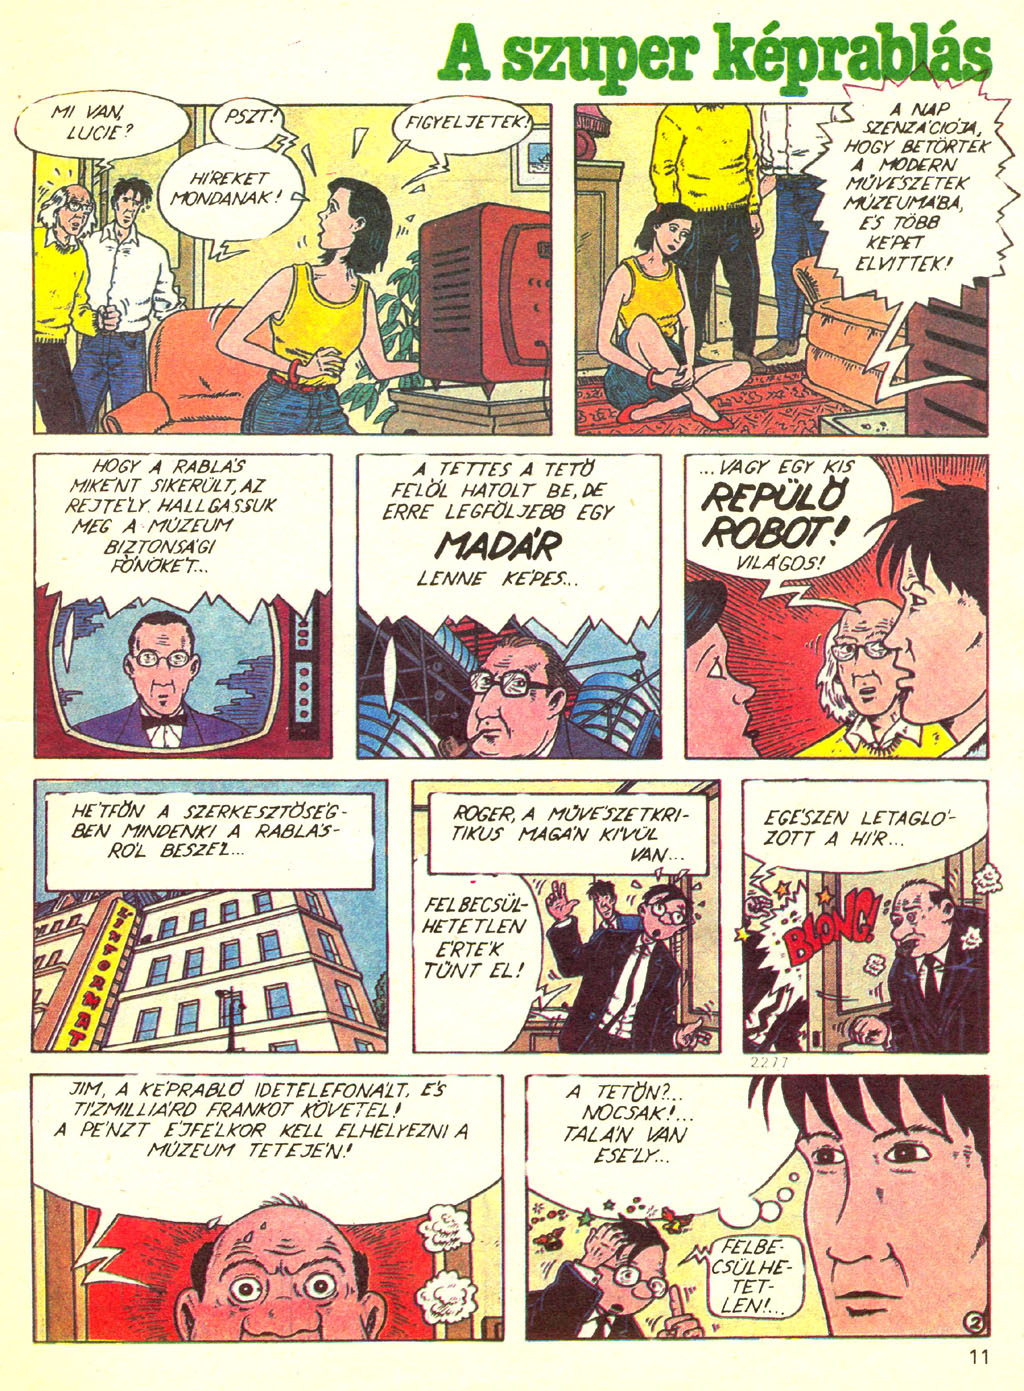 A szuper képrablás
MI VAN,
LUCIE?
PSZT!
HÍREKET
MONDANAK!
FIGYELJETEK!
A NAP
SZENZÁCIÓJA,
HOGY BETÖRTEK
A MODERN
MŰVÉSZETEK
MÚZEUMÁBA,
ÉS TÖBB
KÉPET
ELVITTEK!
HOGY A RABLÁS
MIKÉNT SIKERÜLT, AZ
REJTÉLY. HALLGASSUK
MEG A MÚZEUM
BIZTONSÁGI
FŐNÖKÉT...
A TETTES A TETŐ
FELŐL HATOLT BE, DE
ERRE LEGFÖLJEBB EGY
MADÁR
LENNE KÉPES...
...VAGY EGY KIS
REPÜLŐ
ROBOT!
VILÁGOS!
HÉTFŐN A SZERKESZTŐSÉG-
BEN MINDENKI A RABLÁS-
RÓL BESZÉL...
L'INFORMAT
ROGER, A MŰVÉSZETKRI-
TIKUS MAGÁN KÍVÜL
VAN...
FELBECSÜL-
HETETLEN
ÉRTÉK
TŰNT EL!
EGÉSZEN LETAGLÓ-
ZOTT A HÍR...
BLONG!
2277
JIM, A KÉPRABLÓ IDETELEFONÁLT, ÉS
TÍZMILLIÁRD FRANKOT KÖVETEL!
A PÉNZT ÉJFÉLKOR KELL ELHELYEZNI A
MÚZEUM TETEJÉN!
A TETŐN?...
NOCSAK!...
TALÁN VAN
ESÉLY...
FELBE-
CSÜLHE-
TET-
LEN!...
2
11